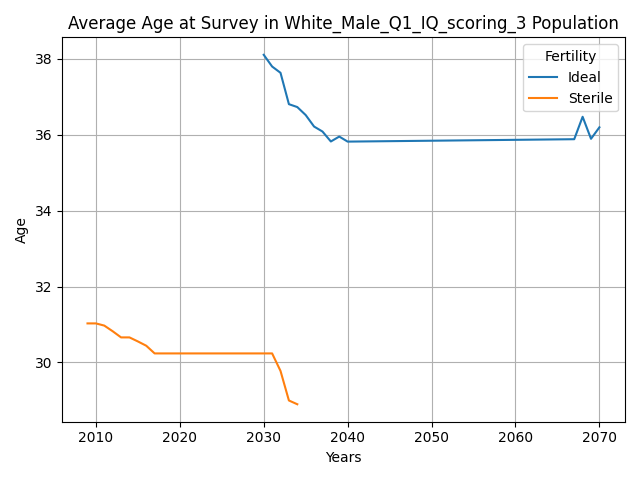 Average Age at Survey in White_Male_Q1_IQ_scoring_3 Population
Fertility
Ideal
Sterile
38
36
34
32
30
Age
2010 2020 2030 2040 2050 2060 2070
Years